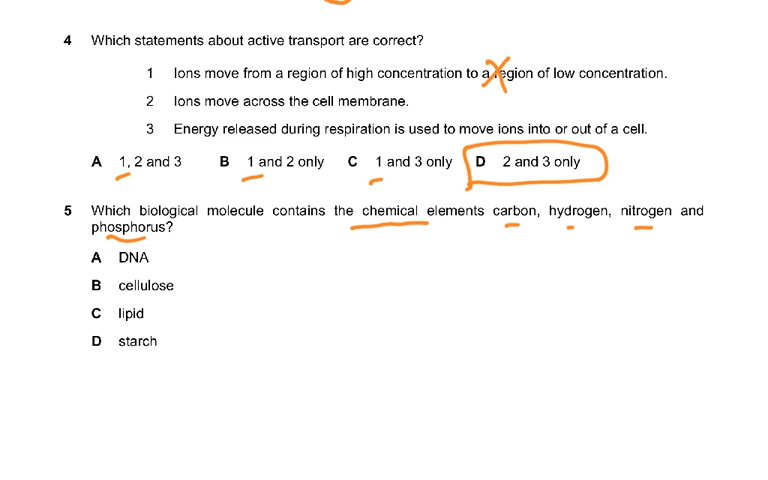 4 Which statements about active transport are correct?
1 Ions move from a region of high concentration to a region of low concentration.
2 Ions move across the cell membrane.
3 Energy released during respiration is used to move ions into or out of a cell.
A 1, 2 and 3 B 1 and 2 only C 1 and 3 only D 2 and 3 only
5 Which biological molecule contains the chemical elements carbon, hydrogen, nitrogen and
phosphorus?
A DNA
B cellulose
C lipid
D starch